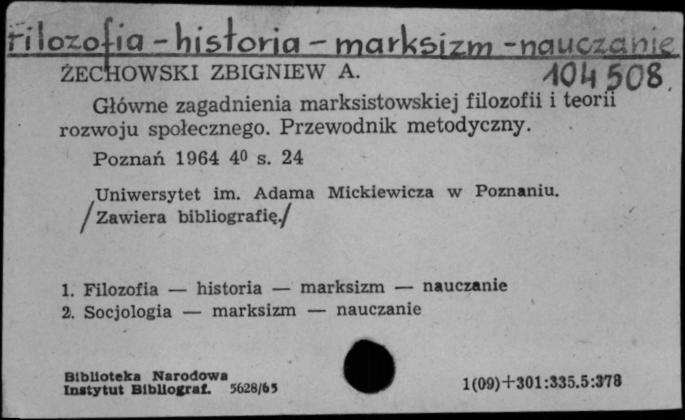 Filozofia - historia - marksizm - nauczanie
ŻECHOWSKI ZBIGNIEW A.
104 508.
Główne zagadnienia marksistowskiej filozofii i teorii
rozwoju społecznego. Przewodnik metodyczny.
Poznań 1964 4⁰ s. 24
Uniwersytet im. Adama Mickiewicza w Poznaniu.
/Zawiera bibliografię./
1. Filozofia — historia — marksizm — nauczanie
2. Socjologia — marksizm — nauczanie
Biblioteka Narodowa
Instytut Bibliograf. 5628/65
1(09)+301:335.5:378